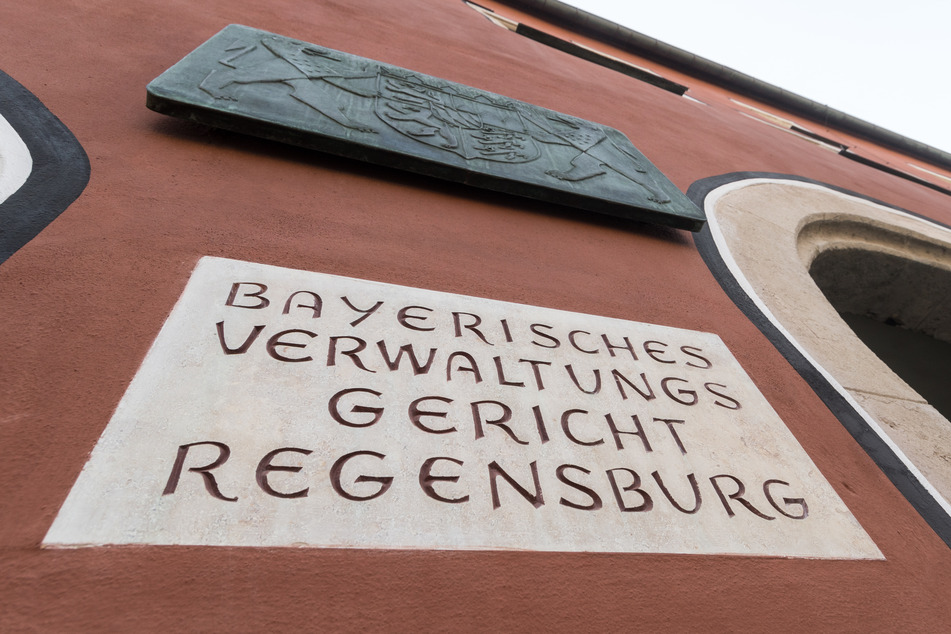 BAYERISCHES
VERWALTUNGS
GERICHT
REGENSBURG